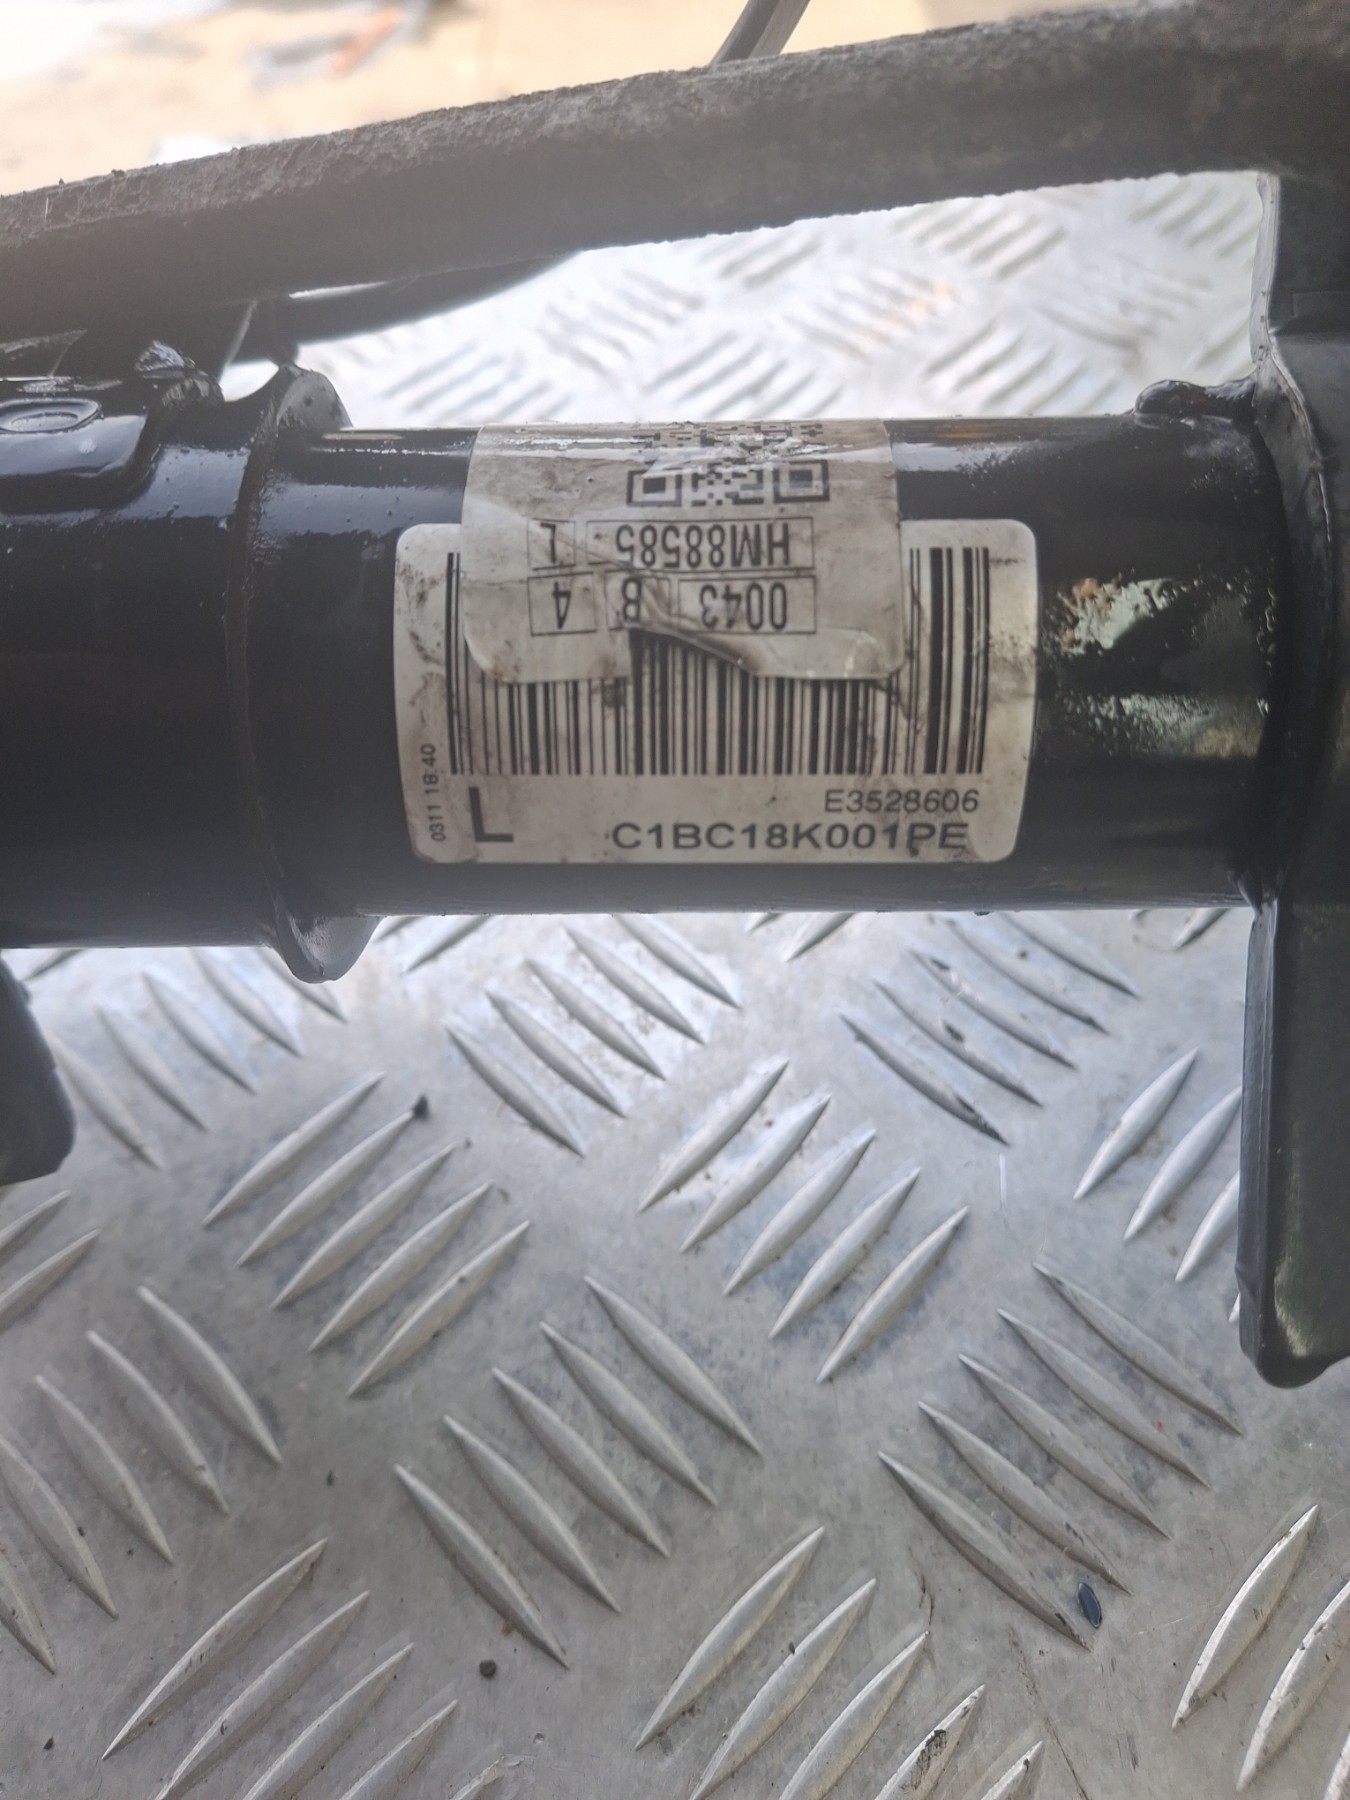 HM88585 L
0043 B 4
0311 18:40
L
E3528606
C1BC18K001PE